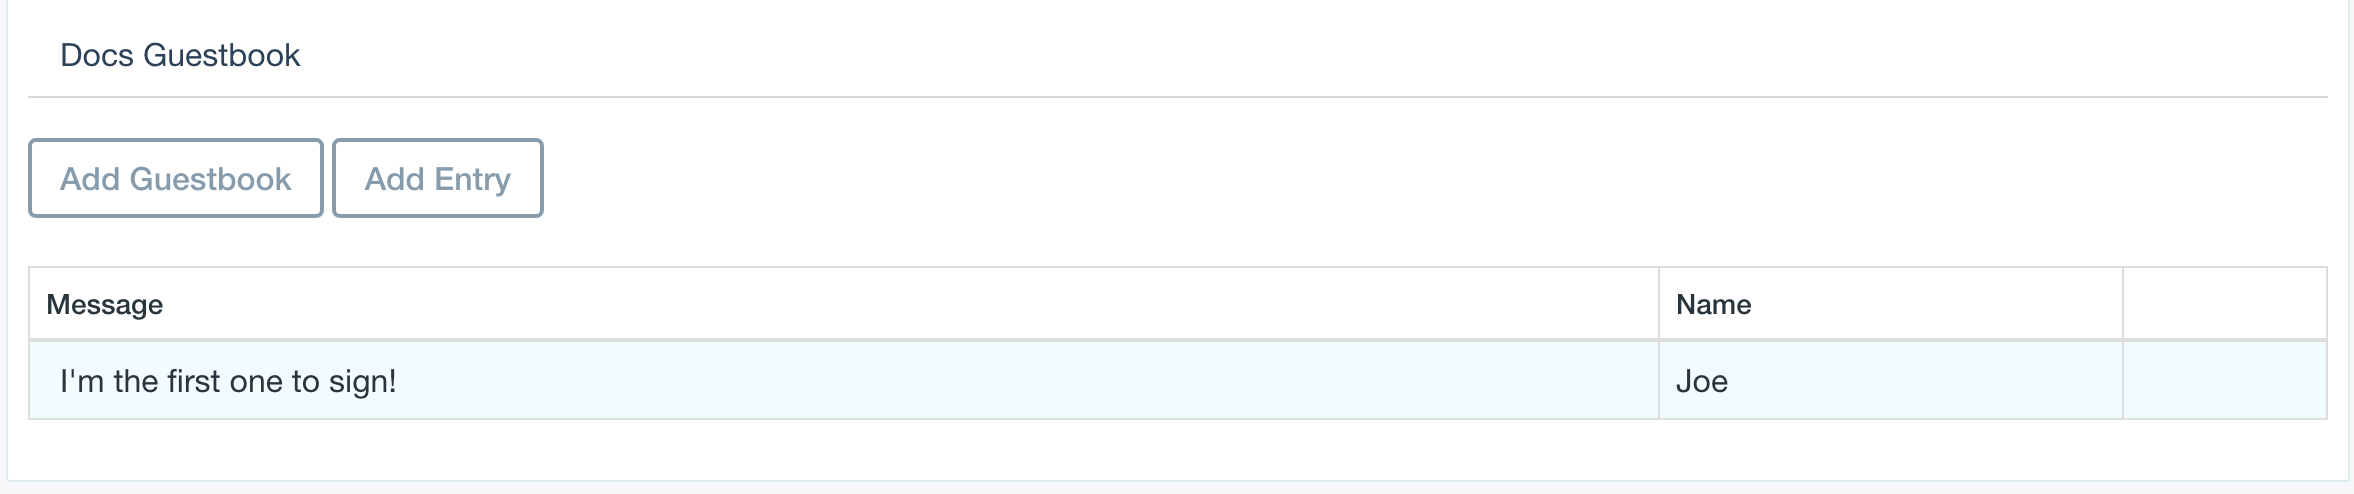 Docs Guestbook
Add Guestbook Add Entry
Message Name
I'm the first one to sign! Joe